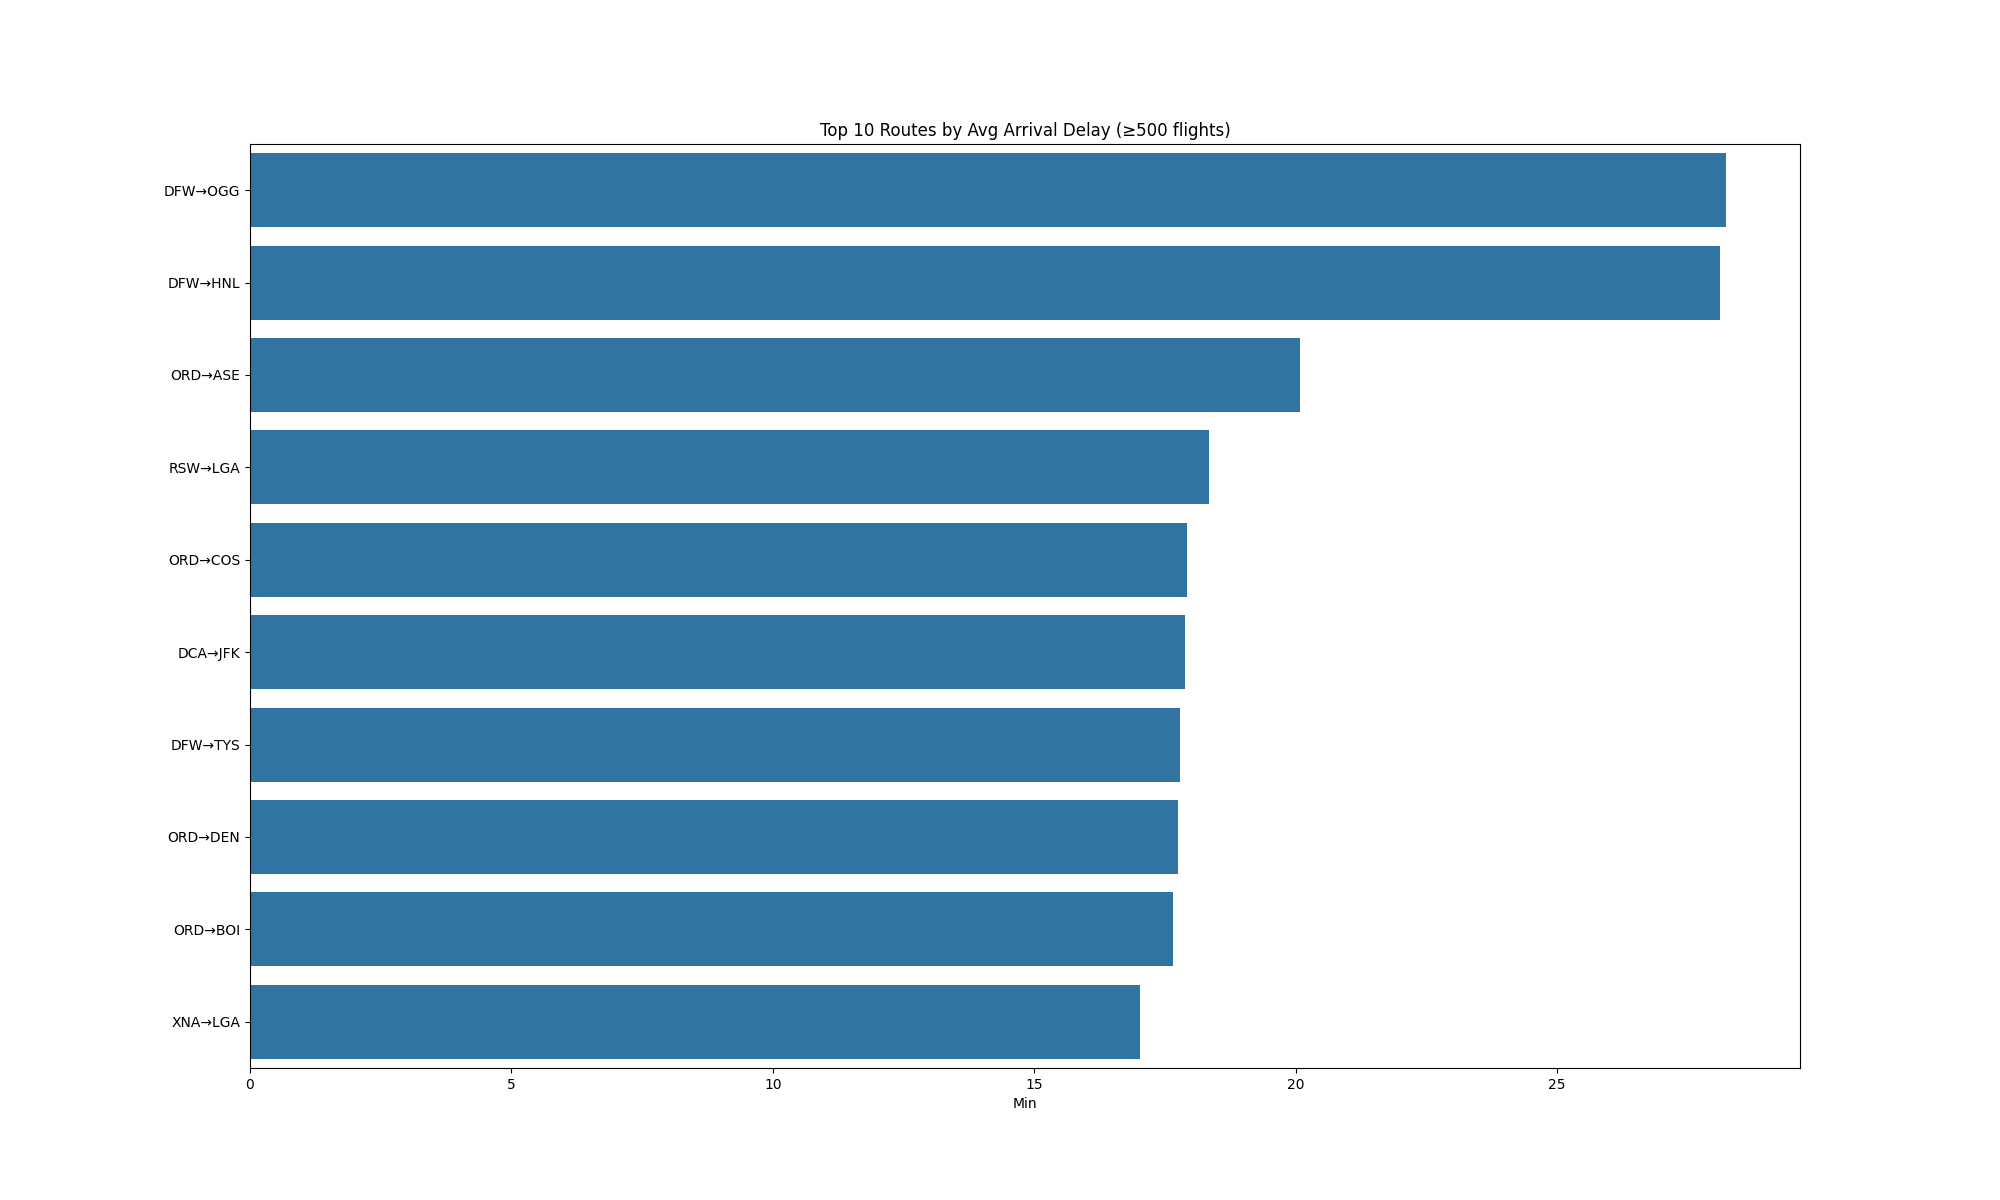 Top 10 Routes by Avg Arrival Delay (≥500 flights)
DFW→OGG
DFW→HNL
ORD→ASE
RSW→LGA
ORD→COS
DCA→JFK
DFW→TYS
ORD→DEN
ORD→BOI
XNA→LGA
0 5 10 15 20 25
Min